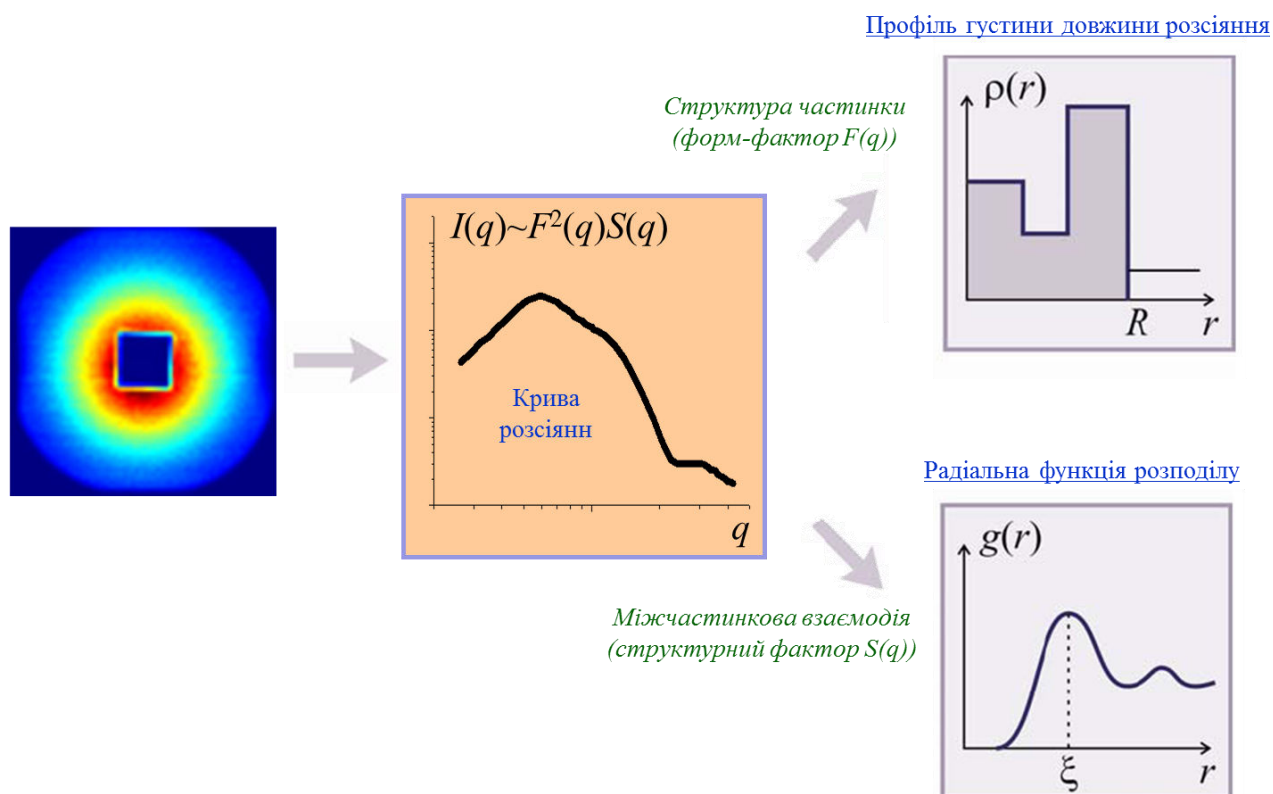 Профіль густини довжини розсіяння
Структура частинки
(форм-фактор F(q))
ρ(r)
R
r
I(q)~F²(q)S(q)
Крива
розсіянн
q
Радіальна функція розподілу
Міжчастинкова взаємодія
(структурний фактор S(q))
g(r)
ξ
r